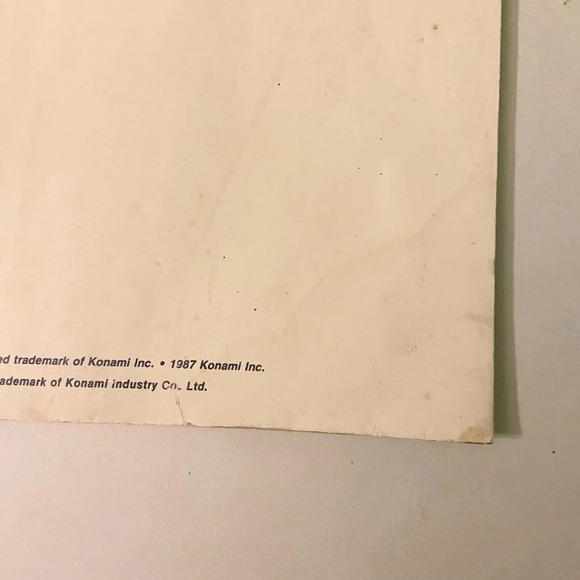 ed trademark of Konami Inc. • 1987 Konami Inc.
ademark of Konami Industry Co., Ltd.